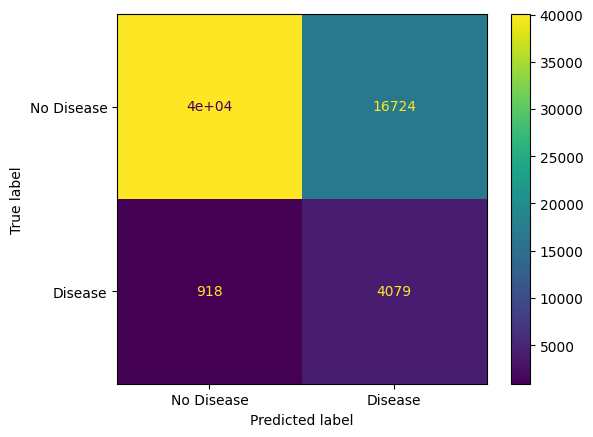 No Disease
Disease
True label
4e+04
16724
918
4079
No Disease
Disease
Predicted label
40000
35000
30000
25000
20000
15000
10000
5000